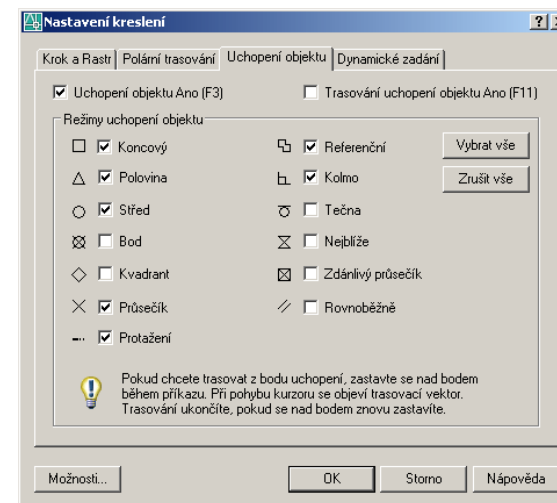 Nastavení kreslení
Krok a Rastr Polární trasování Uchopení objektu Dynamické zadání
Uchopení objektu Ano (F3) Trasování uchopení objektu Ano (F11)
Režimy uchopení objektu
Koncový Referenční Vybrat vše
Polovina Kolmo Zrušit vše
Střed Tečna
Bod Nejblíže
Kvadrant Zdánlivý průsečík
Průsečík Rovnoběžně
Protažení
Pokud chcete trasovat z bodu uchopení, zastavte se nad bodem
během příkazu. Při pohybu kurzoru se objeví trasovací vektor.
Trasování ukončíte, pokud se nad bodem znovu zastavíte.
Možnosti... OK Storno Nápověda